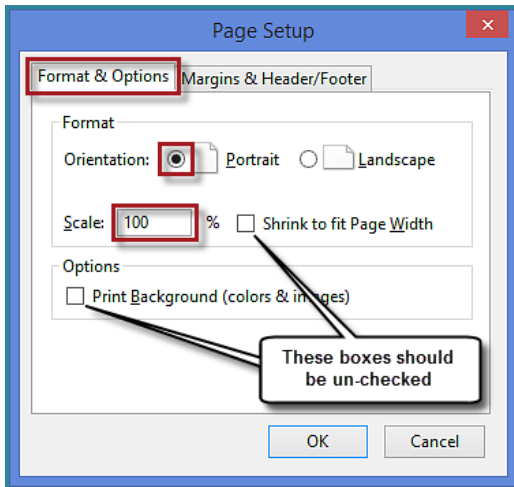 Page Setup
Format & Options Margins & Header/Footer
Format
Orientation: Portrait Landscape
Scale: 100 % Shrink to fit Page Width
Options
Print Background (colors & images)
These boxes should
be un-checked
OK Cancel